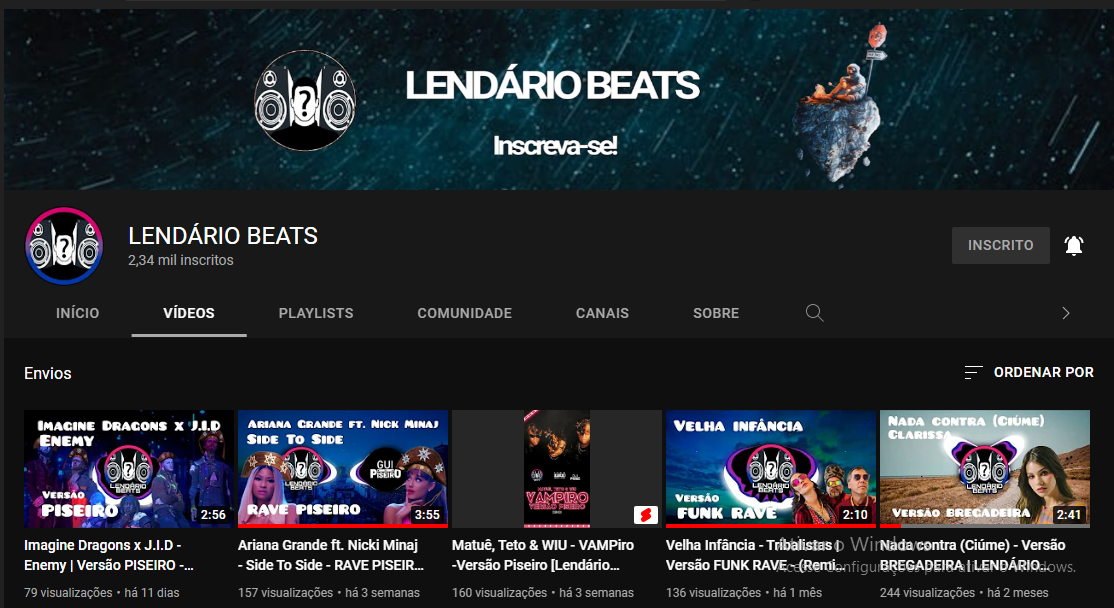 LENDÁRIO BEATS
Inscreva-se!
LENDÁRIO BEATS
2,34 mil inscritos
INSCRITO
INÍCIO
VÍDEOS
PLAYLISTS
COMUNIDADE
CANAIS
SOBRE
Envios
ORDENAR POR
IMAGINE DRAGONS X J.I.D
ENEMY
LENDÁRIO
BEATS
VERSÃO
PISEIRO
2:56
ARIANA GRANDE FT. NICK MINAJ
SIDE TO SIDE
LENDÁRIO
BEATS
GUI
PISEIRO
RAVE PISEIRO
3:55
MATUÊ, TETO & WIU
VAMPIRO
VERSÃO PISEIRO
VELHA INFÂNCIA
LENDÁRIO
BEATS
VERSÃO
FUNK RAVE
2:10
NADA CONTRA (CIÚME)
CLARISSA
LENDÁRIO
BEATS
VERSÃO BREGADEIRA
2:41
Imagine Dragons x J.I.D -
Enemy | Versão PISEIRO -...
79 visualizações • há 11 dias
Ariana Grande ft. Nicki Minaj
- Side To Side - RAVE PISEIR...
157 visualizações • há 3 semanas
Matuê, Teto & WIU - VAMPiro
-Versão Piseiro [Lendário...
160 visualizações • há 3 semanas
Velha Infância - Tribalistas |
Versão FUNK RAVE - (Remi...
136 visualizações • há 1 mês
Nada contra (Ciúme) - Versão
BREGADEIRA | LENDÁRIO...
244 visualizações • há 2 meses
Ativar o Windows
Acesse Configurações para ativar o Windows.